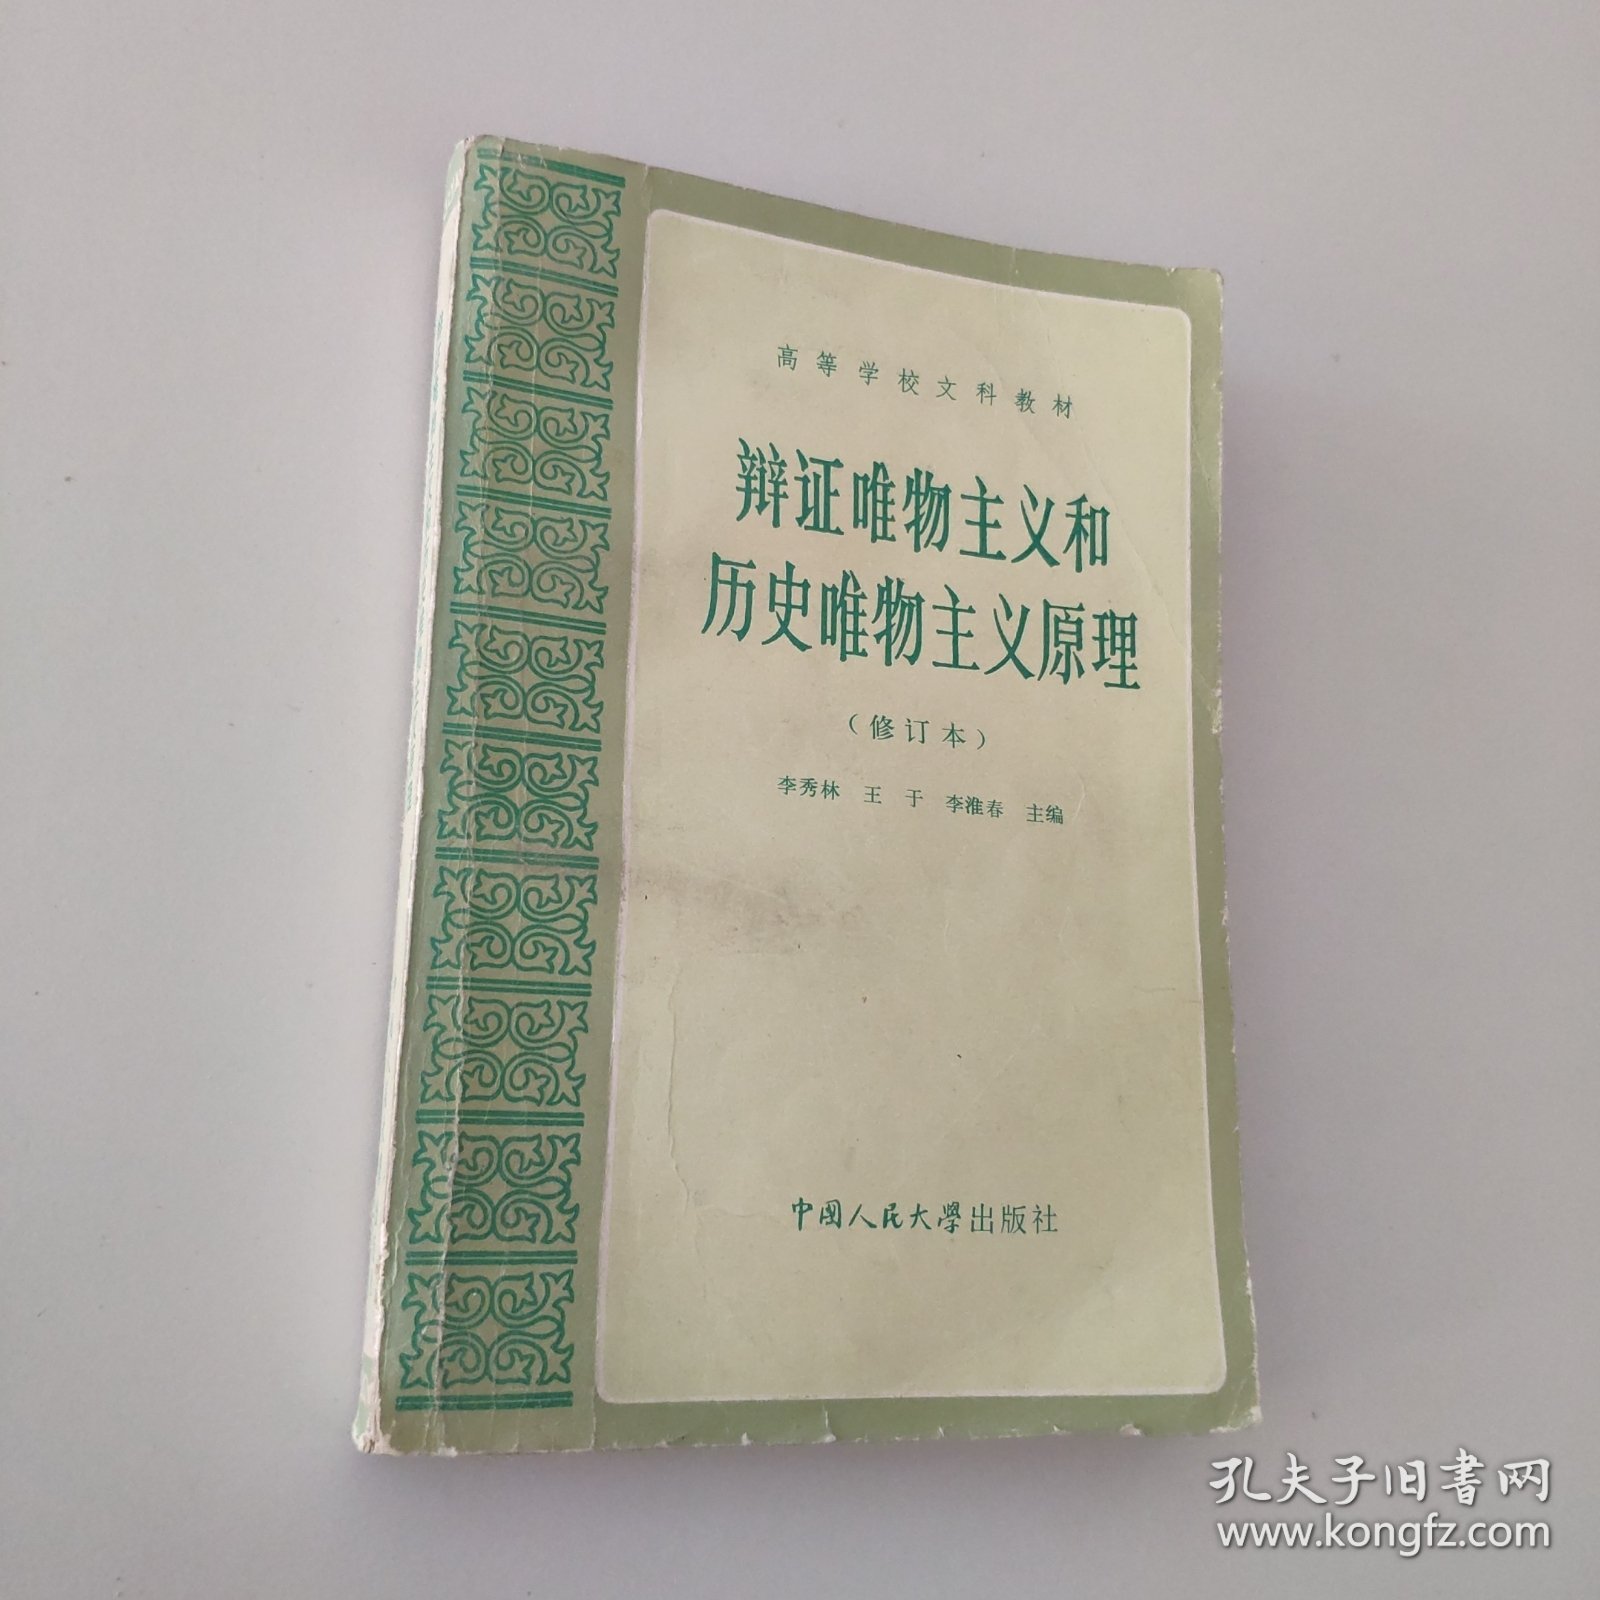 高等学校文科教材
辩证唯物主义和
历史唯物主义原理
（修订本）
李秀林 王于 李淮春 主编
中国人民大學出版社
孔夫子旧书网
www.kongfz.com